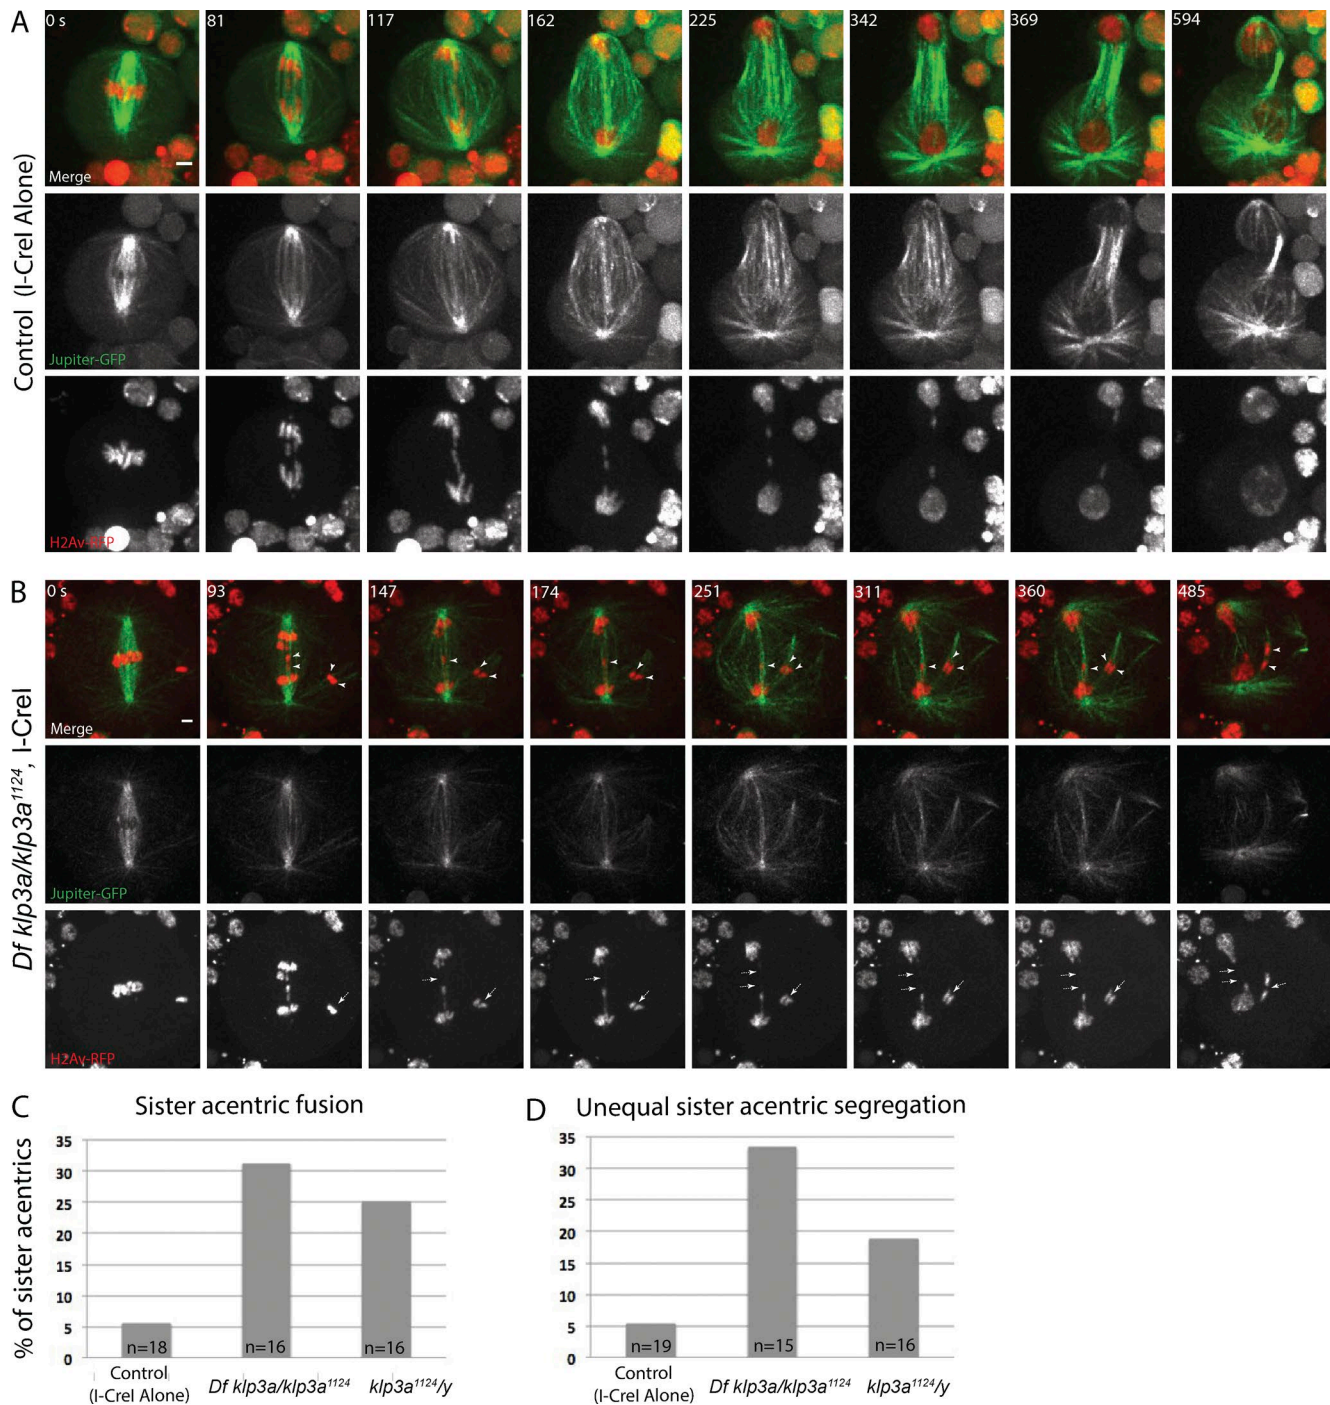 A
Control (I-CreI Alone)
0 s 81 117 162 225 342 369 594
Merge
Jupiter-GFP
H2Av-RFP
B
Df klp3a/klp3a1124, I-CreI
0 s 93 147 174 251 311 360 485
Merge
Jupiter-GFP
H2Av-RFP
C Sister acentric fusion
% of sister acentrics
35
30
25
20
15
10
5
0
n=18 n=16 n=16
Control (I-CreI Alone)
Df klp3a/klp3a1124
klp3a1124/y
D Unequal sister acentric segregation
35
30
25
20
15
10
5
0
n=19 n=15 n=16
Control (I-CreI Alone)
Df klp3a/klp3a1124
klp3a1124/y